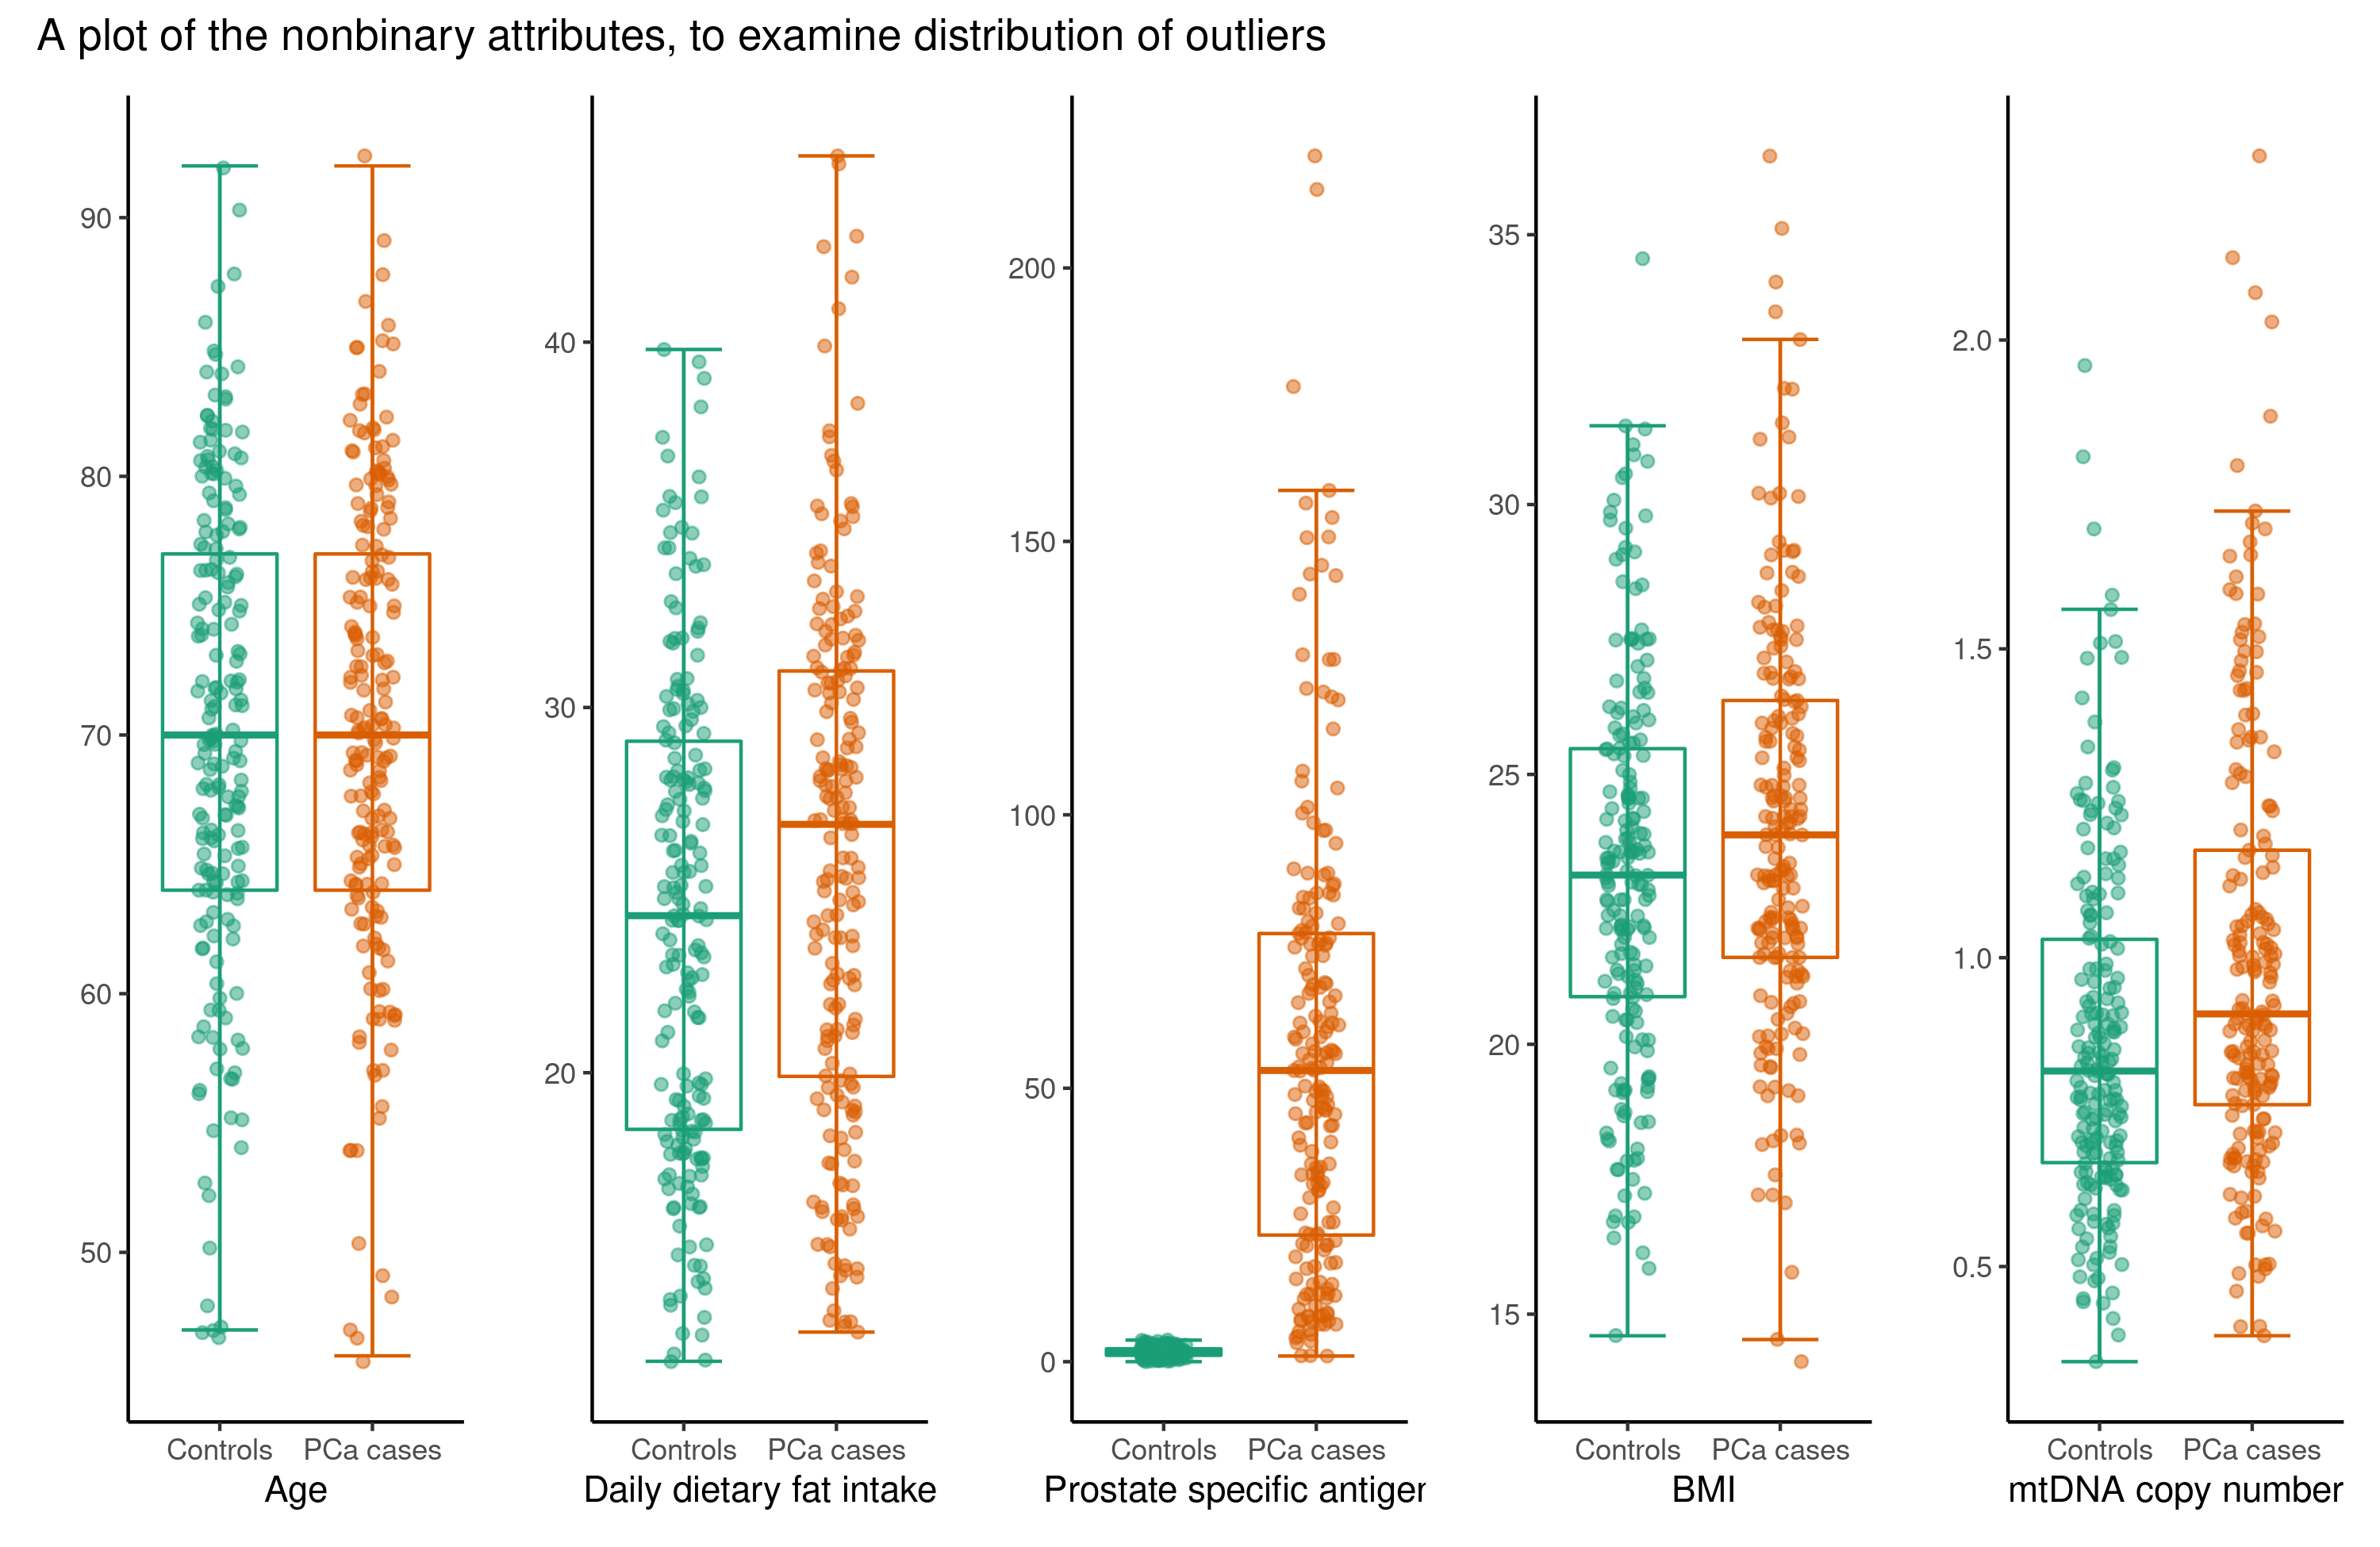 A plot of the nonbinary attributes, to examine distribution of outliers
90
80
70
60
50
Controls PCa cases
Age
40
30
20
Controls PCa cases
Daily dietary fat intake
200
150
100
50
0
Controls PCa cases
Prostate specific antiger
35
30
25
20
15
Controls PCa cases
BMI
2.0
1.5
1.0
0.5
Controls PCa cases
mtDNA copy number